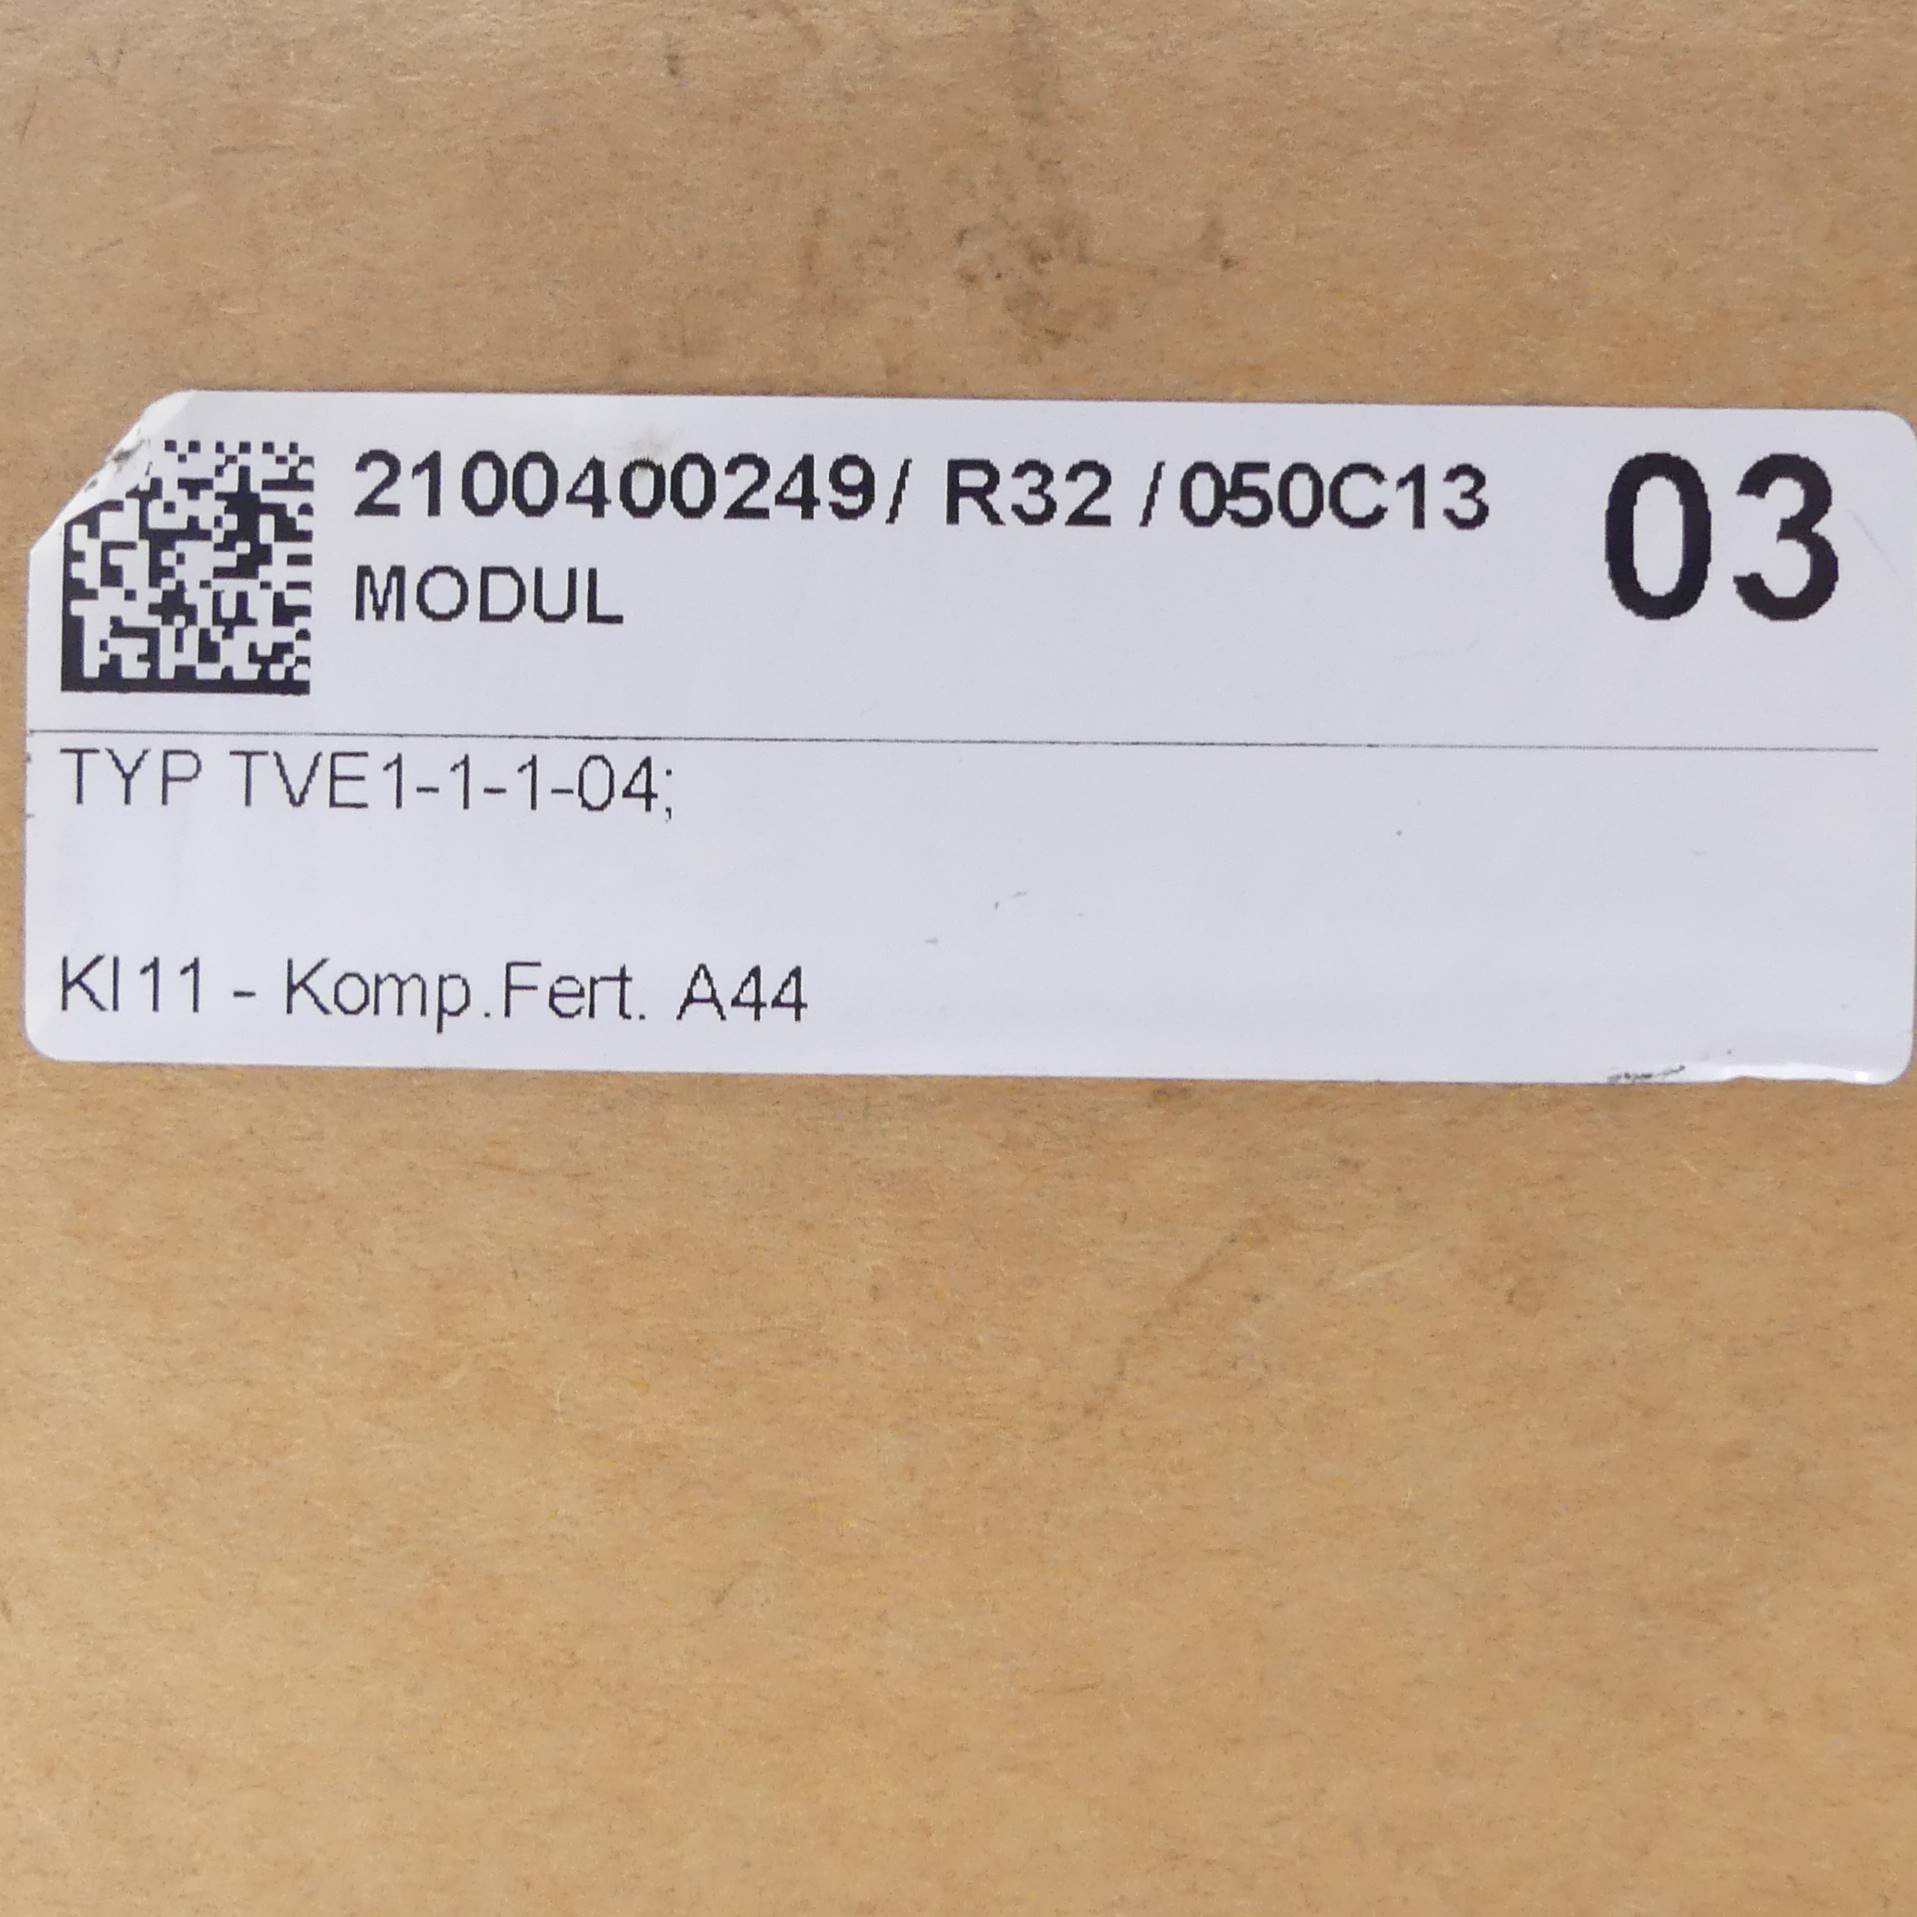 2100400249/ R32 /050C13
03
MODUL
TYP TVE1-1-1-04;
KI11 - Komp.Fert. A44